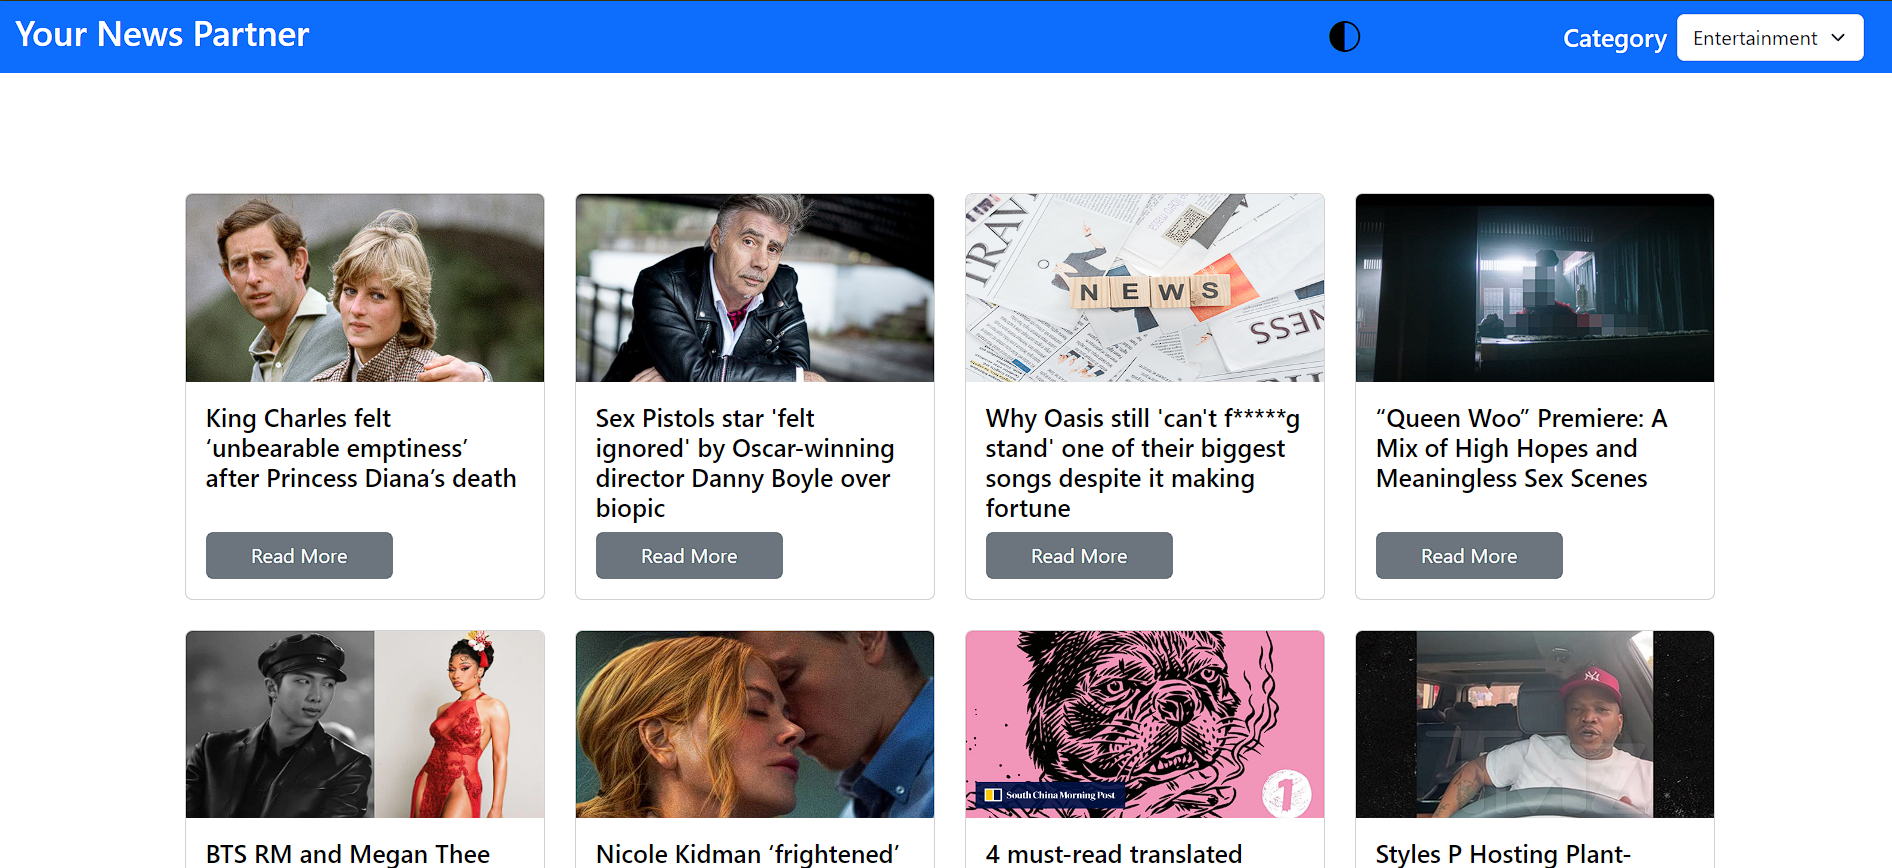 Your News Partner
Category
Entertainment
TRAV
NEWS
King Charles felt
‘unbearable emptiness’
after Princess Diana’s death
Read More
Sex Pistols star 'felt
ignored' by Oscar-winning
director Danny Boyle over
biopic
Read More
Why Oasis still 'can't f*****g
stand' one of their biggest
songs despite it making
fortune
Read More
“Queen Woo” Premiere: A
Mix of High Hopes and
Meaningless Sex Scenes
Read More
South China Morning Post
1
BTS RM and Megan Thee
Nicole Kidman ‘frightened’
4 must-read translated
Styles P Hosting Plant-